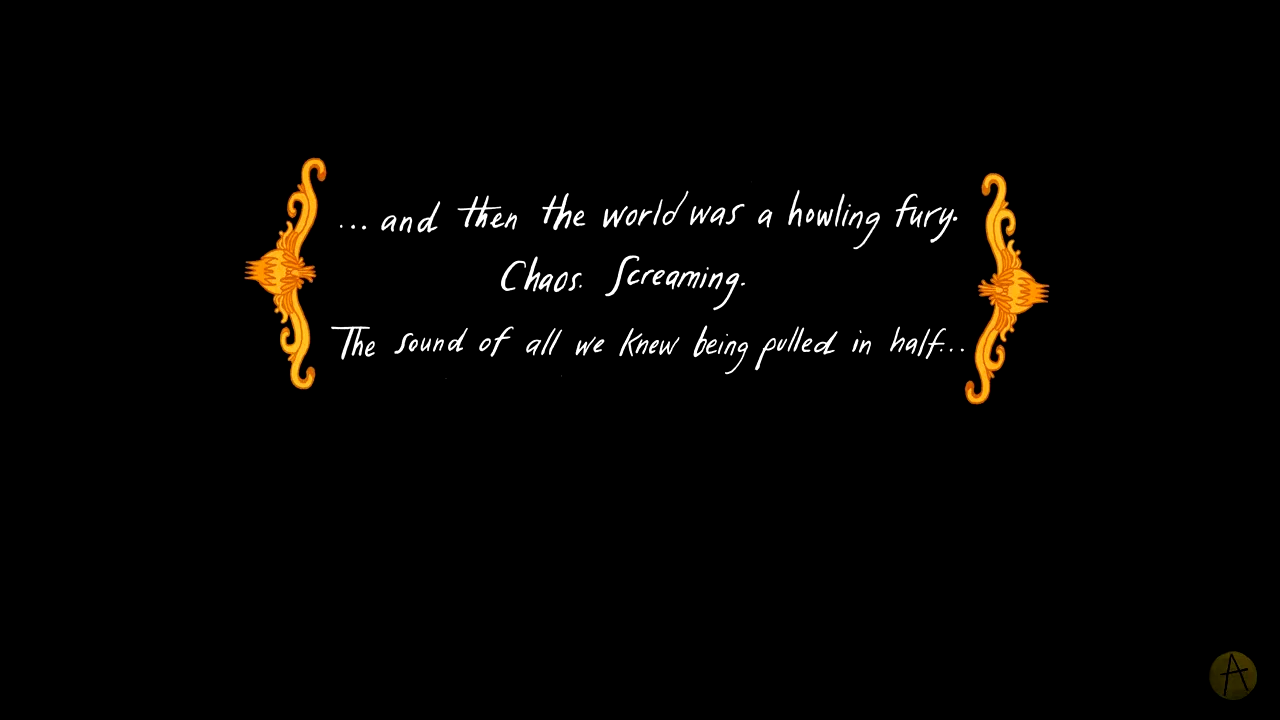 ...and then the world was a howling fury.
Chaos. Screaming.
The sound of all we knew being pulled in half...
A